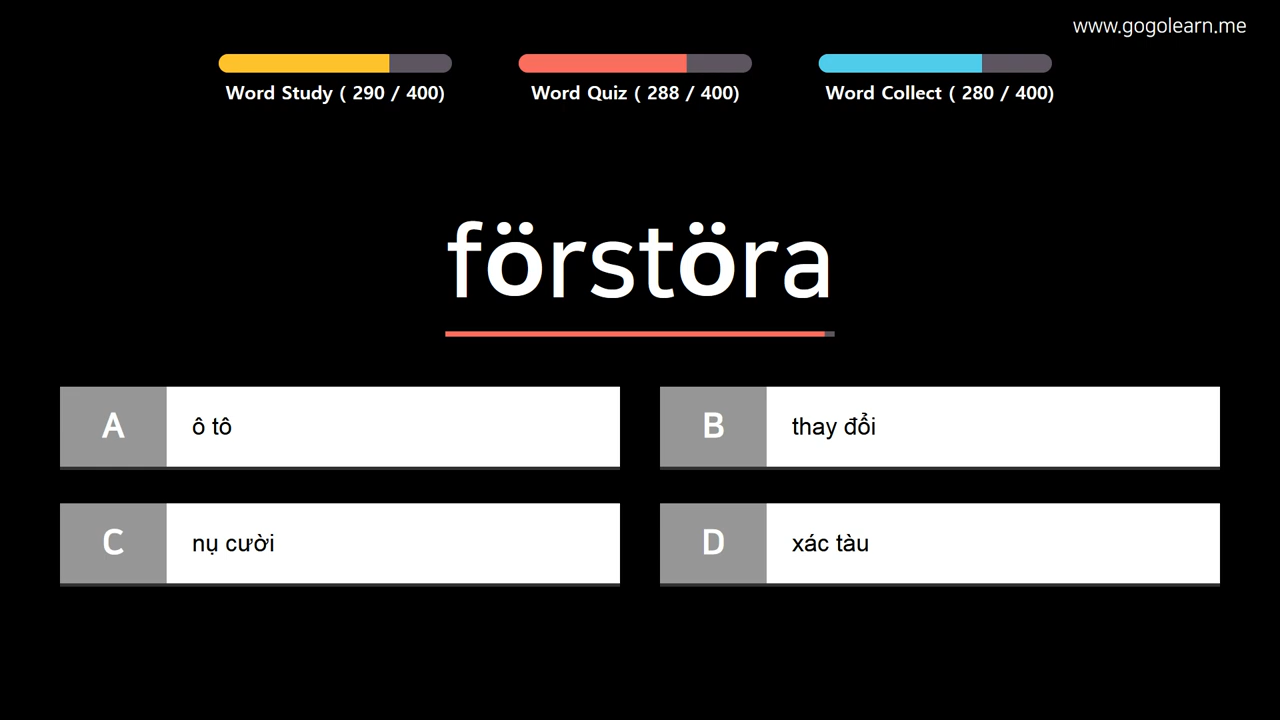 www.gogolearn.me
Word Study ( 290 / 400)
Word Quiz ( 288 / 400)
Word Collect ( 280 / 400)
förstöra
A ô tô
B thay đổi
C nụ cười
D xác tàu